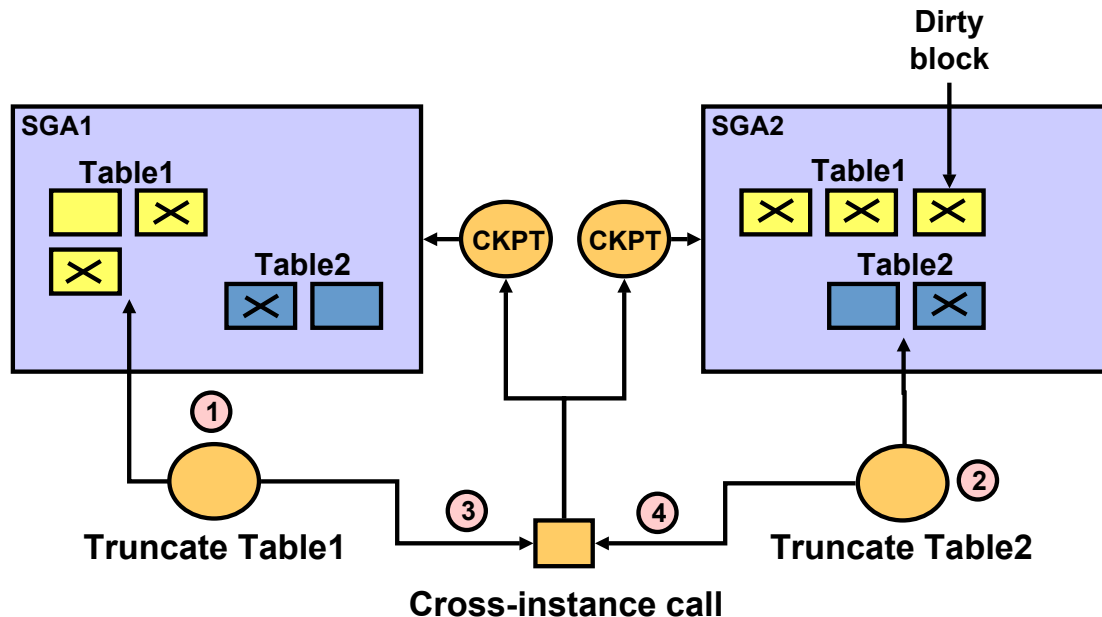 Dirty
block
SGA1
SGA2
Table1
Table1
CKPT
CKPT
Table2
Table2
1
2
3
4
Truncate Table1
Truncate Table2
Cross-instance call